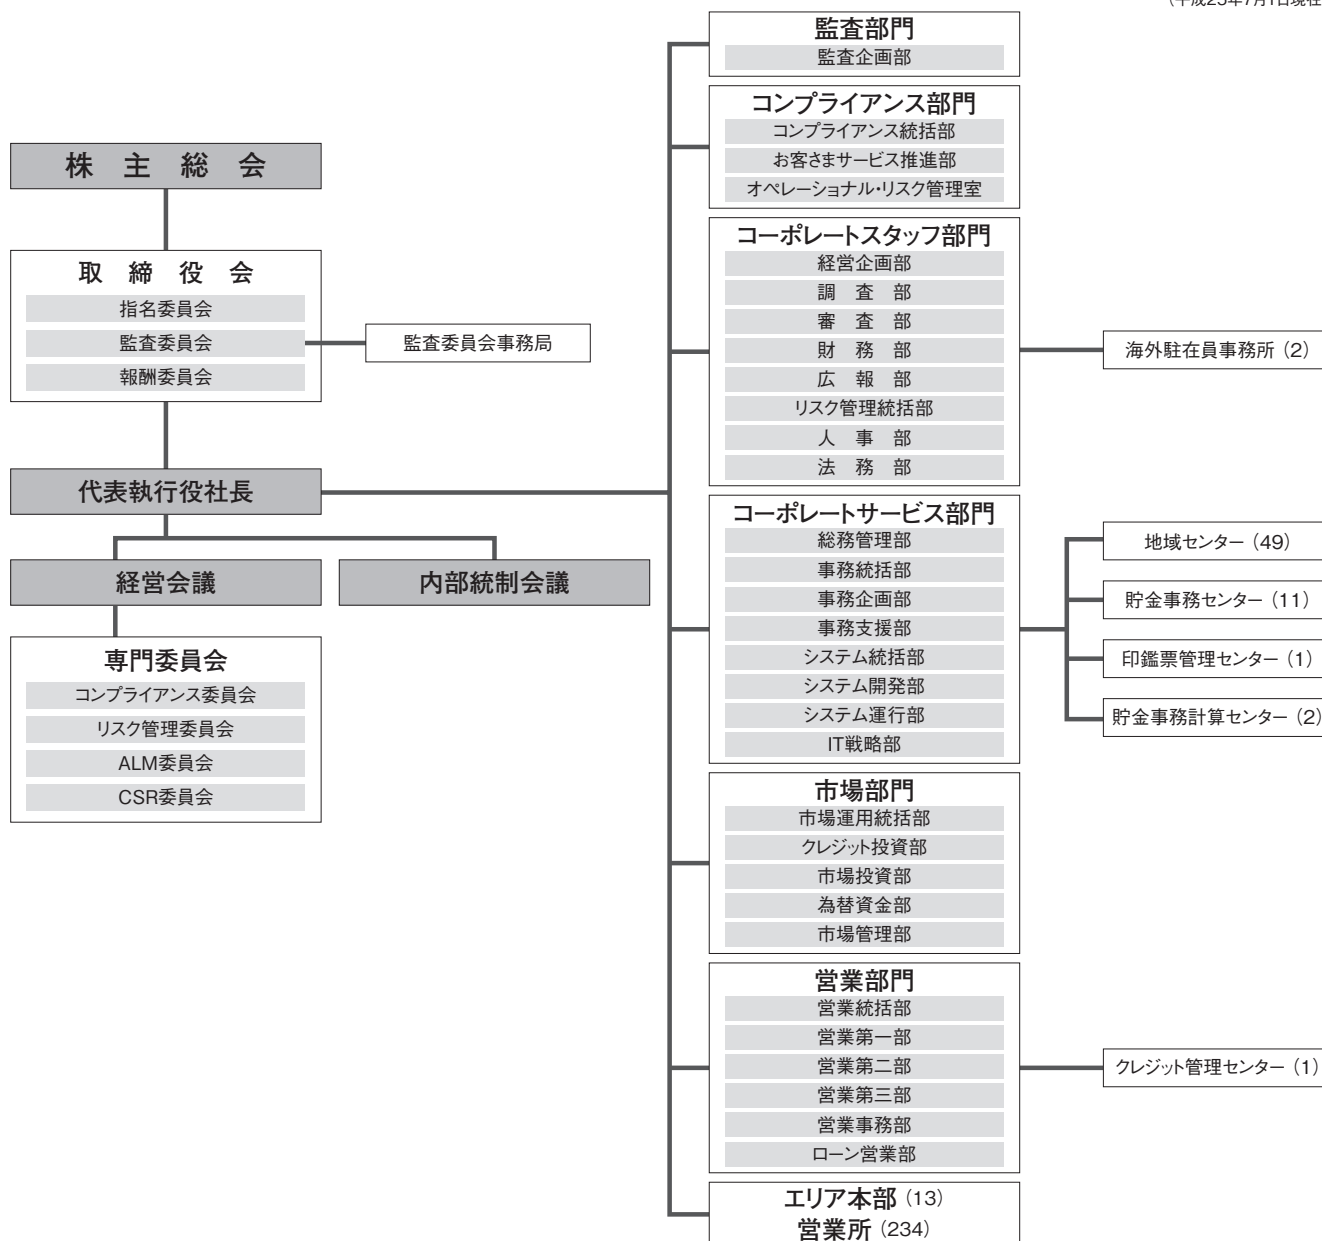 (平成25年7月1日現在
株主総会
取締役会
指名委員会
監査委員会
報酬委員会
監査委員会事務局
代表執行役社長
経営会議
内部統制会議
専門委員会
コンプライアンス委員会
リスク管理委員会
ALM委員会
CSR委員会
監査部門
監査企画部
コンプライアンス部門
コンプライアンス統括部
お客さまサービス推進部
オペレーショナル・リスク管理室
コーポレートスタッフ部門
経営企画部
調査部
審査部
財務部
広報部
リスク管理統括部
人事部
法務部
海外駐在員事務所(2)
コーポレートサービス部門
総務管理部
事務統括部
事務企画部
事務支援部
システム統括部
システム開発部
システム運行部
IT戦略部
地域センター(49)
貯金事務センター(11)
印鑑票管理センター(1)
貯金事務計算センター(2)
市場部門
市場運用統括部
クレジット投資部
市場投資部
為替資金部
市場管理部
営業部門
営業統括部
営業第一部
営業第二部
営業第三部
営業事務部
ローン営業部
クレジット管理センター(1)
エリア本部(13)
営業所(234)